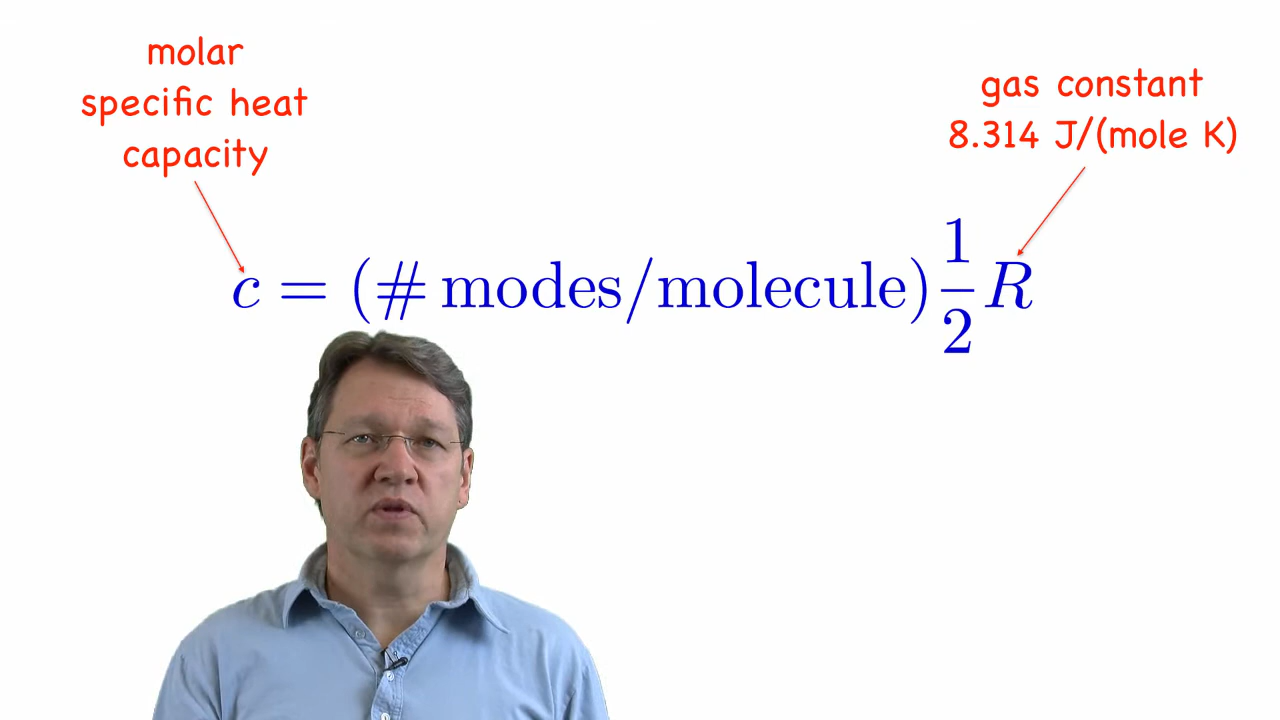 molar
specific heat
capacity
gas constant
8.314 J/(mole K)
c = (# modes/molecule) 1/2 R